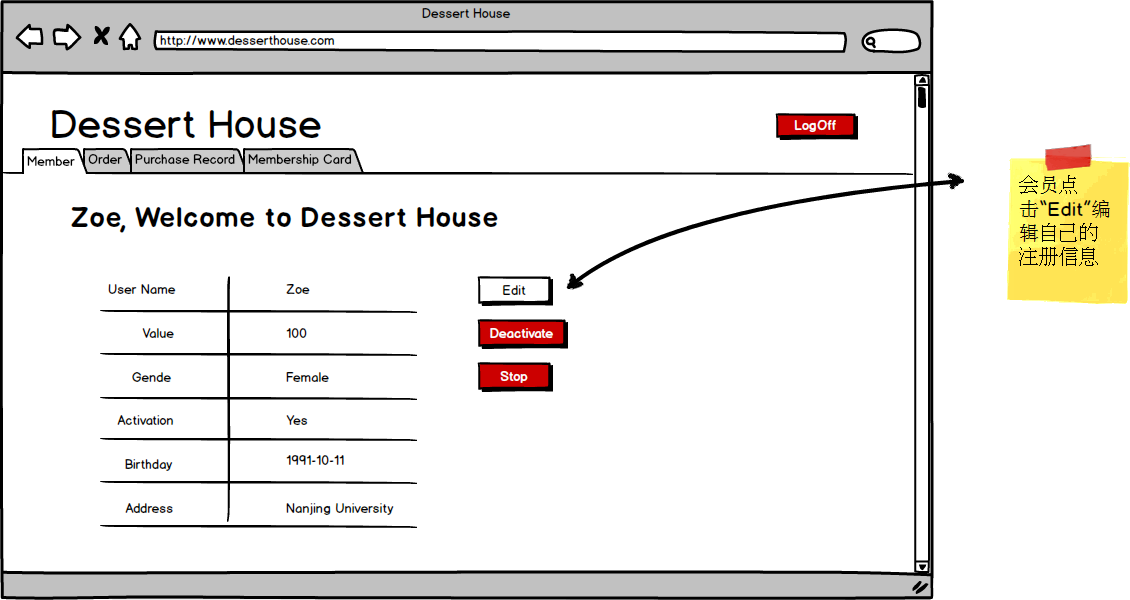 Dessert House
http://www.desserthouse.com
Dessert House
LogOff
Member Order Purchase Record Membership Card
Zoe, Welcome to Dessert House
User Name Zoe Edit
Value 100 Deactivate
Gende Female Stop
Activation Yes
Birthday 1991-10-11
Address Nanjing University
会员点
击“Edit”编
辑自己的
注册信息